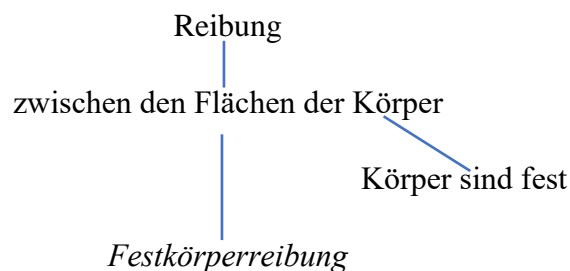 Reibung
zwischen den Flächen der Körper
Körper sind fest
Festkörperreibung